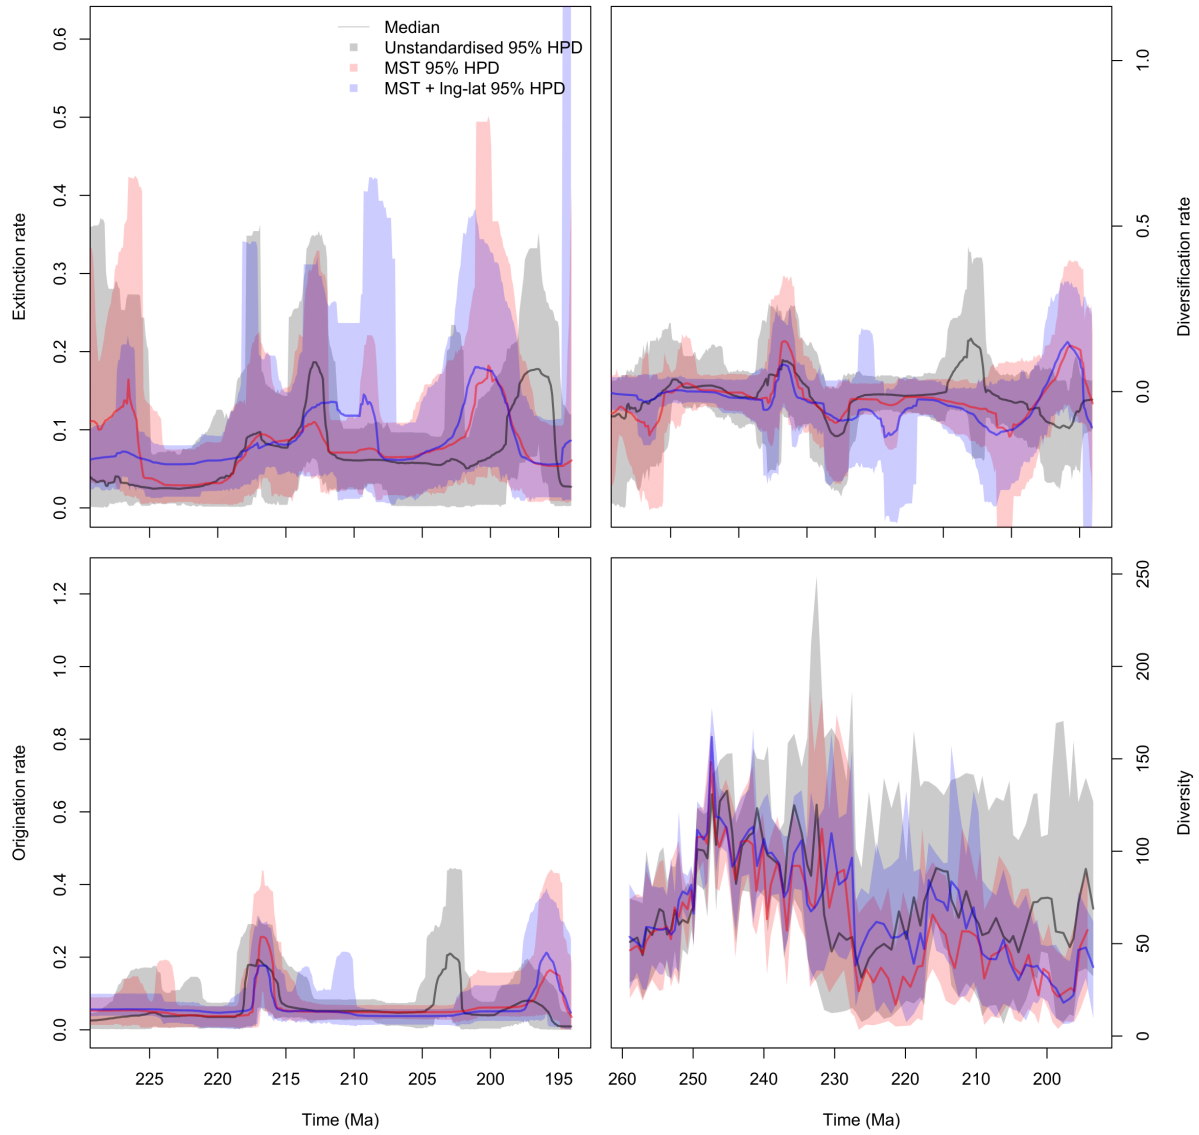 Median
Unstandardised 95% HPD
MST 95% HPD
MST + lng-lat 95% HPD
Extinction rate
0.0 0.1 0.2 0.3 0.4 0.5 0.6
Diversification rate
0.0 0.5 1.0
Origination rate
0.0 0.2 0.4 0.6 0.8 1.0 1.2
225 220 215 210 205 200 195
Time (Ma)
Diversity
0 50 100 150 200 250
260 250 240 230 220 210 200
Time (Ma)